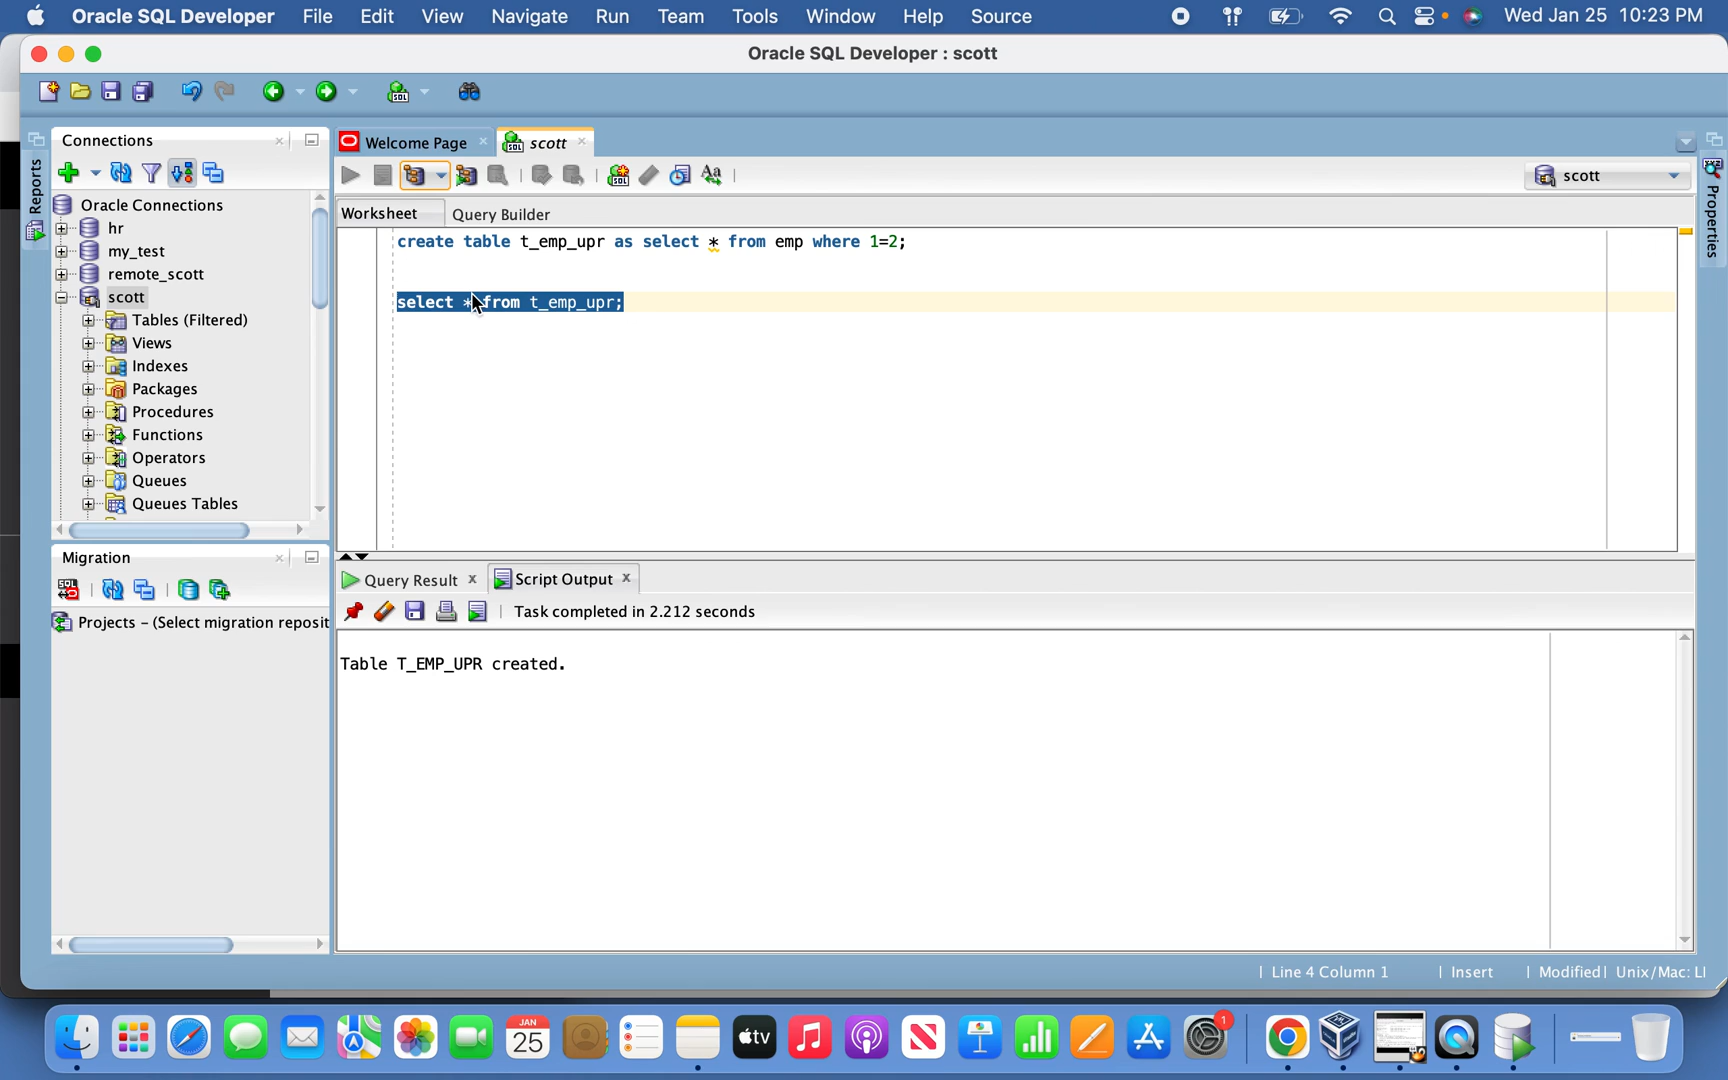 Oracle SQL Developer File Edit View Navigate Run Team Tools Window Help Source Wed Jan 25 10:23 PM
Oracle SQL Developer : scott
Reports
Connections
Oracle Connections
hr
my_test
remote_scott
scott
Tables (Filtered)
Views
Indexes
Packages
Procedures
Functions
Operators
Queues
Queues Tables
Migration
Projects – (Select migration reposit
Welcome Page scott
scott
Worksheet Query Builder
create table t_emp_upr as select * from emp where 1=2;
select * from t_emp_upr;
Query Result Script Output
Task completed in 2.212 seconds
Table T_EMP_UPR created.
Properties
Line 4 Column 1 Insert Modified Unix/Mac: LI
JAN
25
tv
1